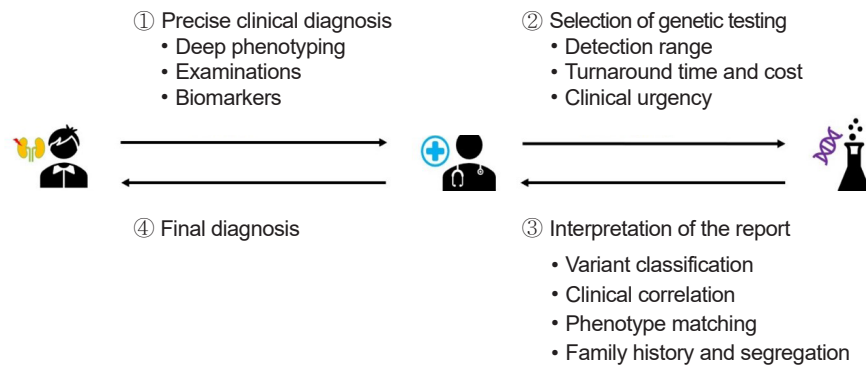 ① Precise clinical diagnosis
• Deep phenotyping
• Examinations
• Biomarkers
② Selection of genetic testing
• Detection range
• Turnaround time and cost
• Clinical urgency
④ Final diagnosis
③ Interpretation of the report
• Variant classification
• Clinical correlation
• Phenotype matching
• Family history and segregation